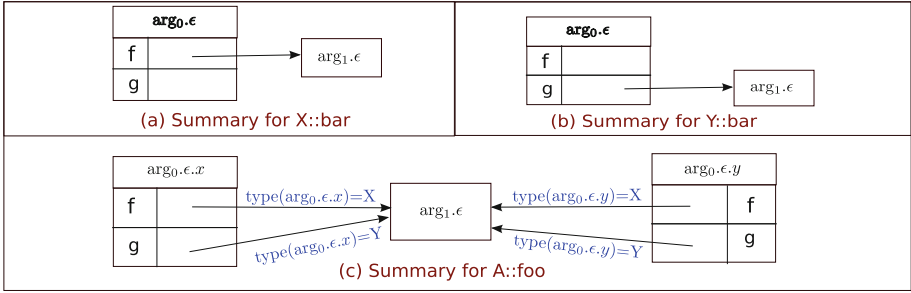 arg₀.ϵ
f
g
arg₁.ϵ
(a) Summary for X::bar
arg₀.ϵ
f
g
arg₁.ϵ
(b) Summary for Y::bar
arg₀.ϵ.x
f
g
type(arg₀.ϵ.x)=X
type(arg₀.ϵ.x)=Y
arg₁.ϵ
type(arg₀.ϵ.y)=X
type(arg₀.ϵ.y)=Y
arg₀.ϵ.y
f
g
(c) Summary for A::foo